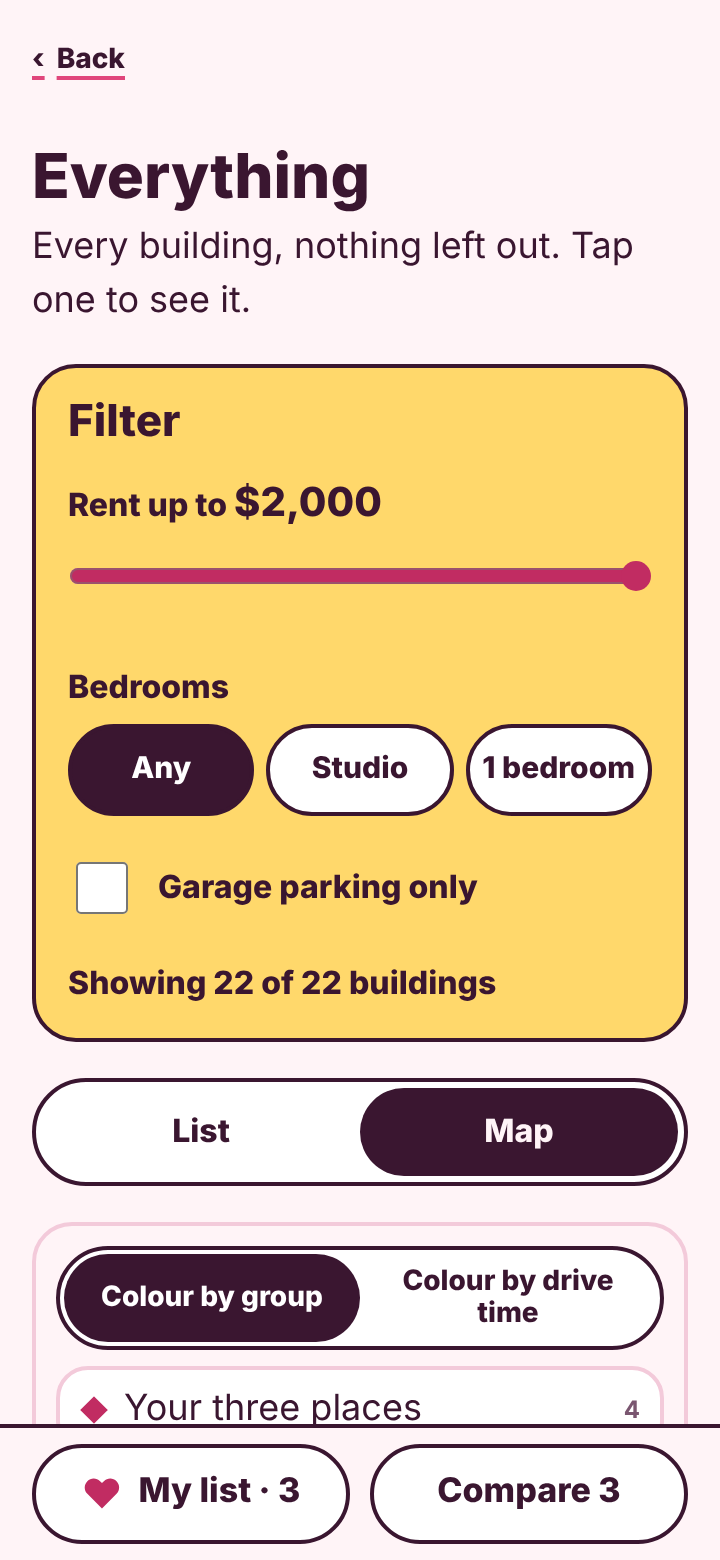 ‹ Back
Everything
Every building, nothing left out. Tap
one to see it.
Filter
Rent up to $2,000
Bedrooms
Any
Studio
1 bedroom
Garage parking only
Showing 22 of 22 buildings
List
Map
Colour by group
Colour by drive
time
Your three places
4
My list · 3
Compare 3